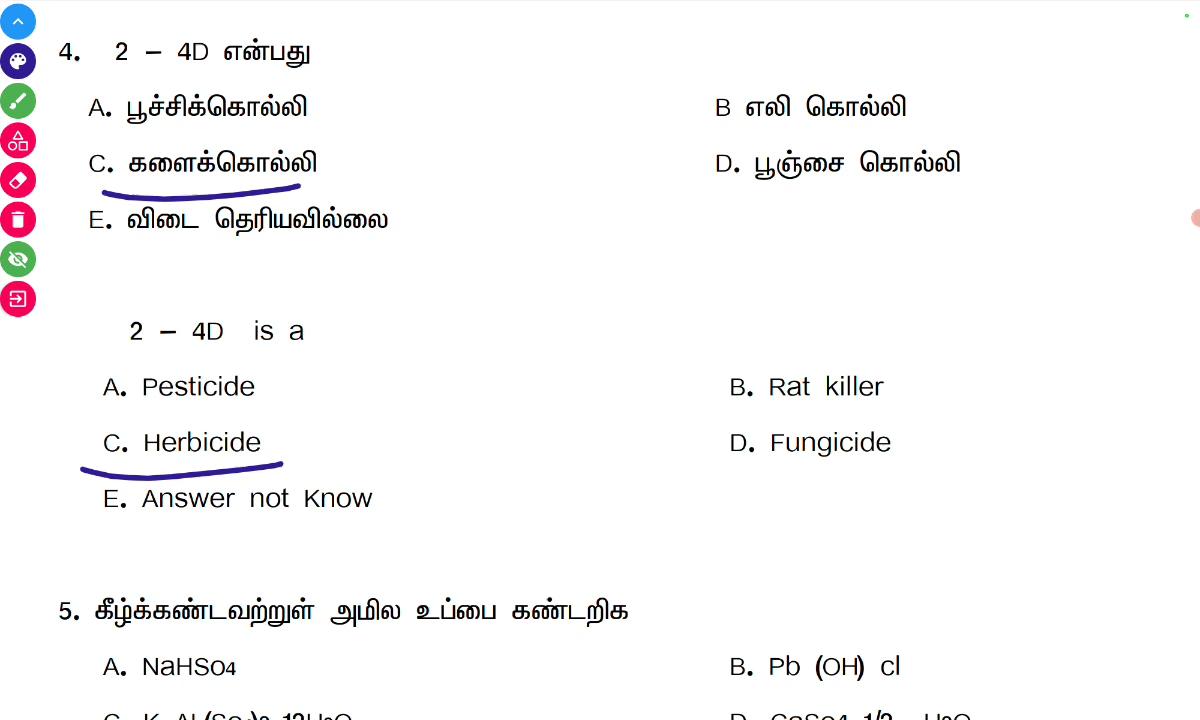 4. 2 – 4D என்பது
A. பூச்சிக்கொல்லி B எலி கொல்லி
C. களைக்கொல்லி D. பூஞ்சை கொல்லி
E. விடை தெரியவில்லை
2 – 4D is a
A. Pesticide B. Rat killer
C. Herbicide D. Fungicide
E. Answer not Know
5. கீழ்க்கண்டவற்றுள் அமில உப்பை கண்டறிக
A. NaHSo4 B. Pb (OH) cl